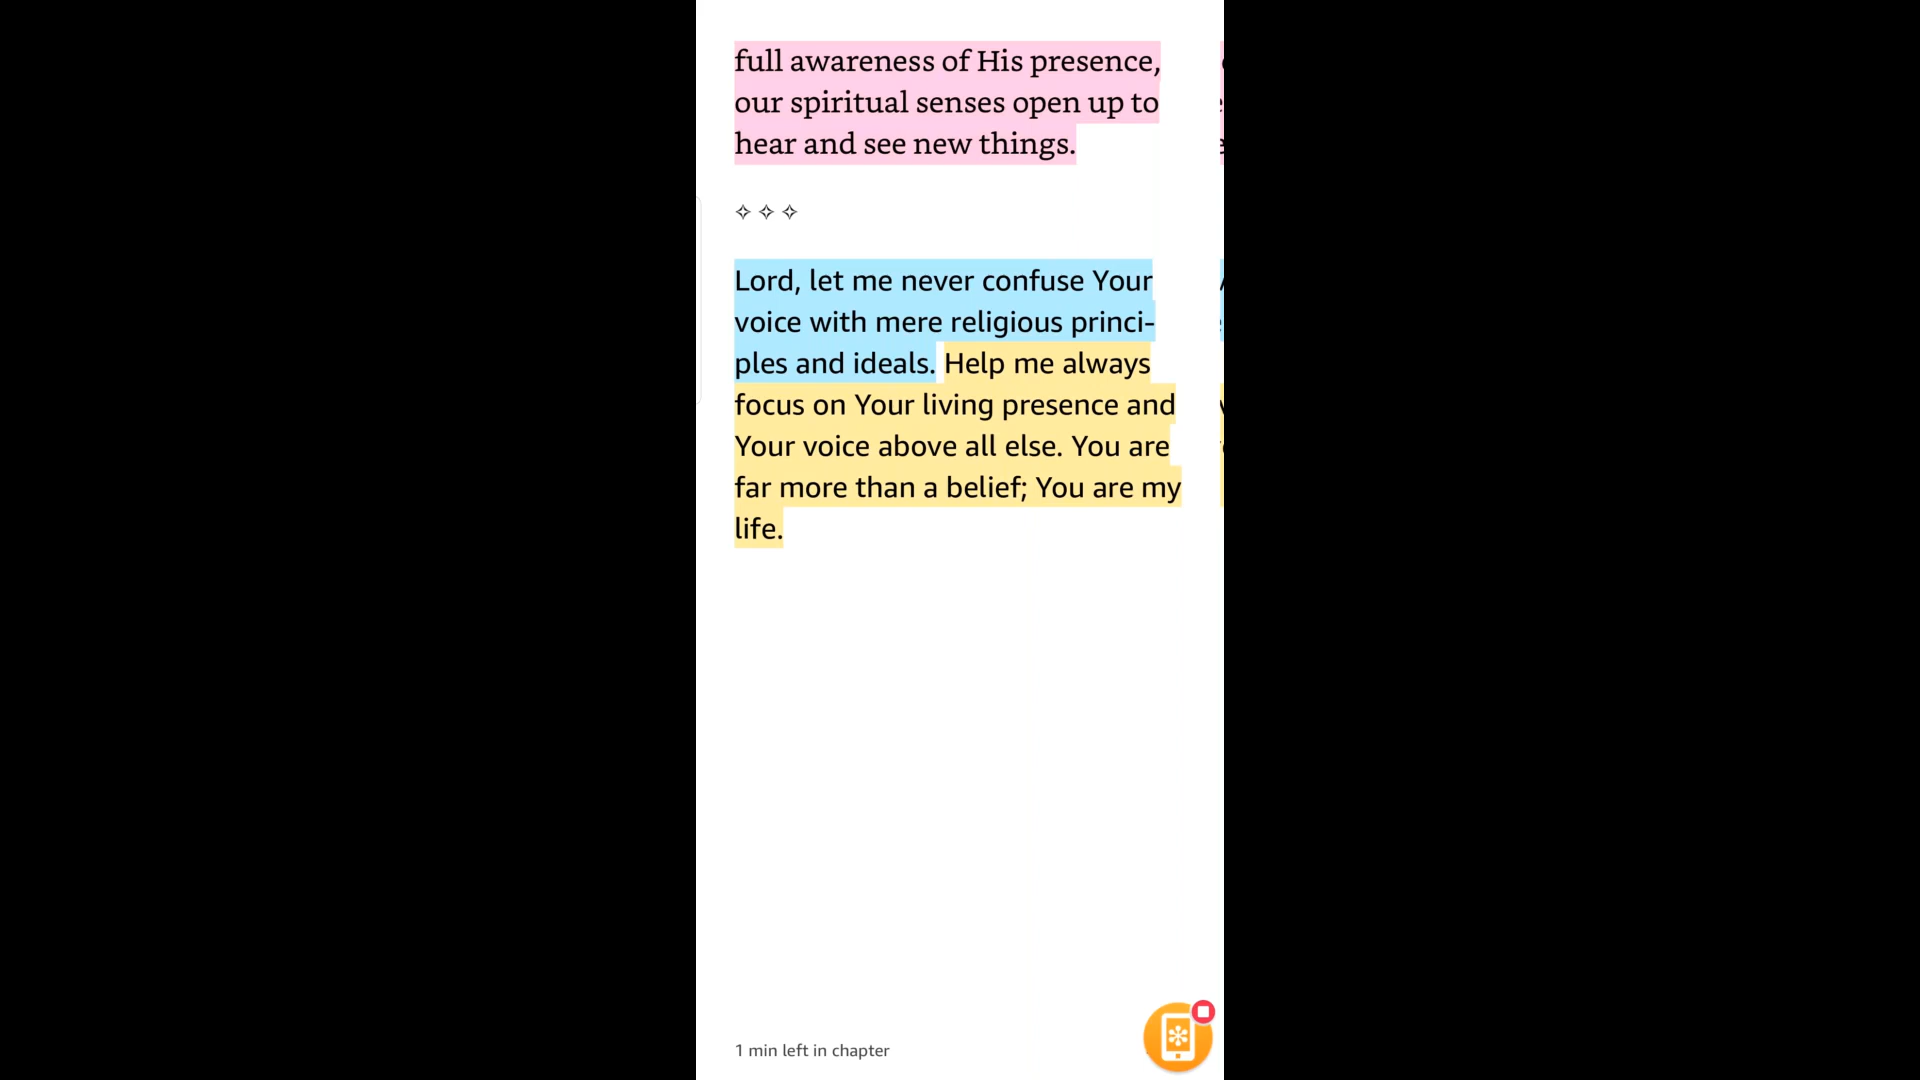 full awareness of His presence,
our spiritual senses open up to
hear and see new things.
✧ ✧ ✧
Lord, let me never confuse Your
voice with mere religious princi-
ples and ideals. Help me always
focus on Your living presence and
Your voice above all else. You are
far more than a belief; You are my
life.
1 min left in chapter